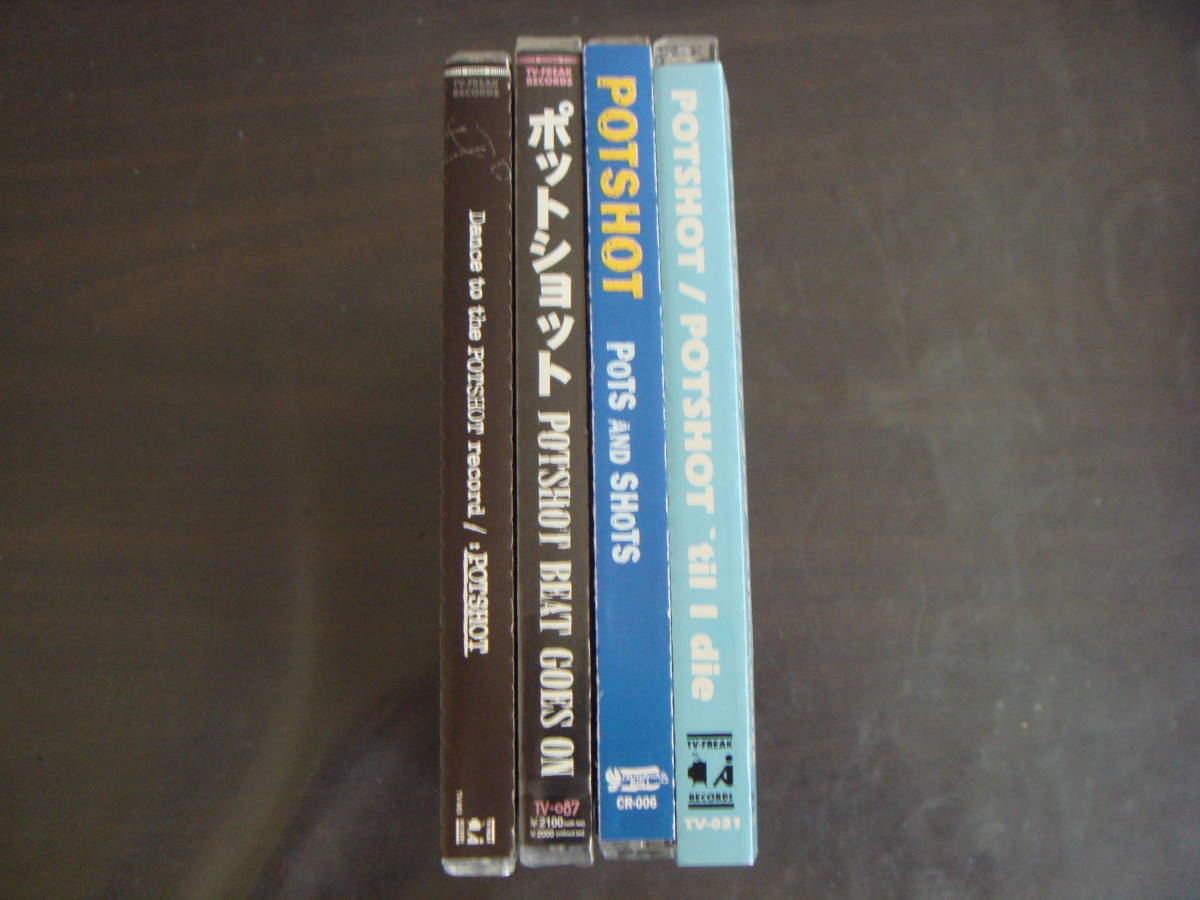 TV-FREAK
RECORDS
Dance to the POTSHOT record / :POTSHOT
TV-FREAK
RECORDS
ポットショット POTSHOT BEAT GOES ON
TV-087
¥2100
¥2000
POTSHOT POTS AND SHOTS
CR-006
POTSHOT / POTSHOT 'til I die
TV-FREAK
RECORDS
TV-031